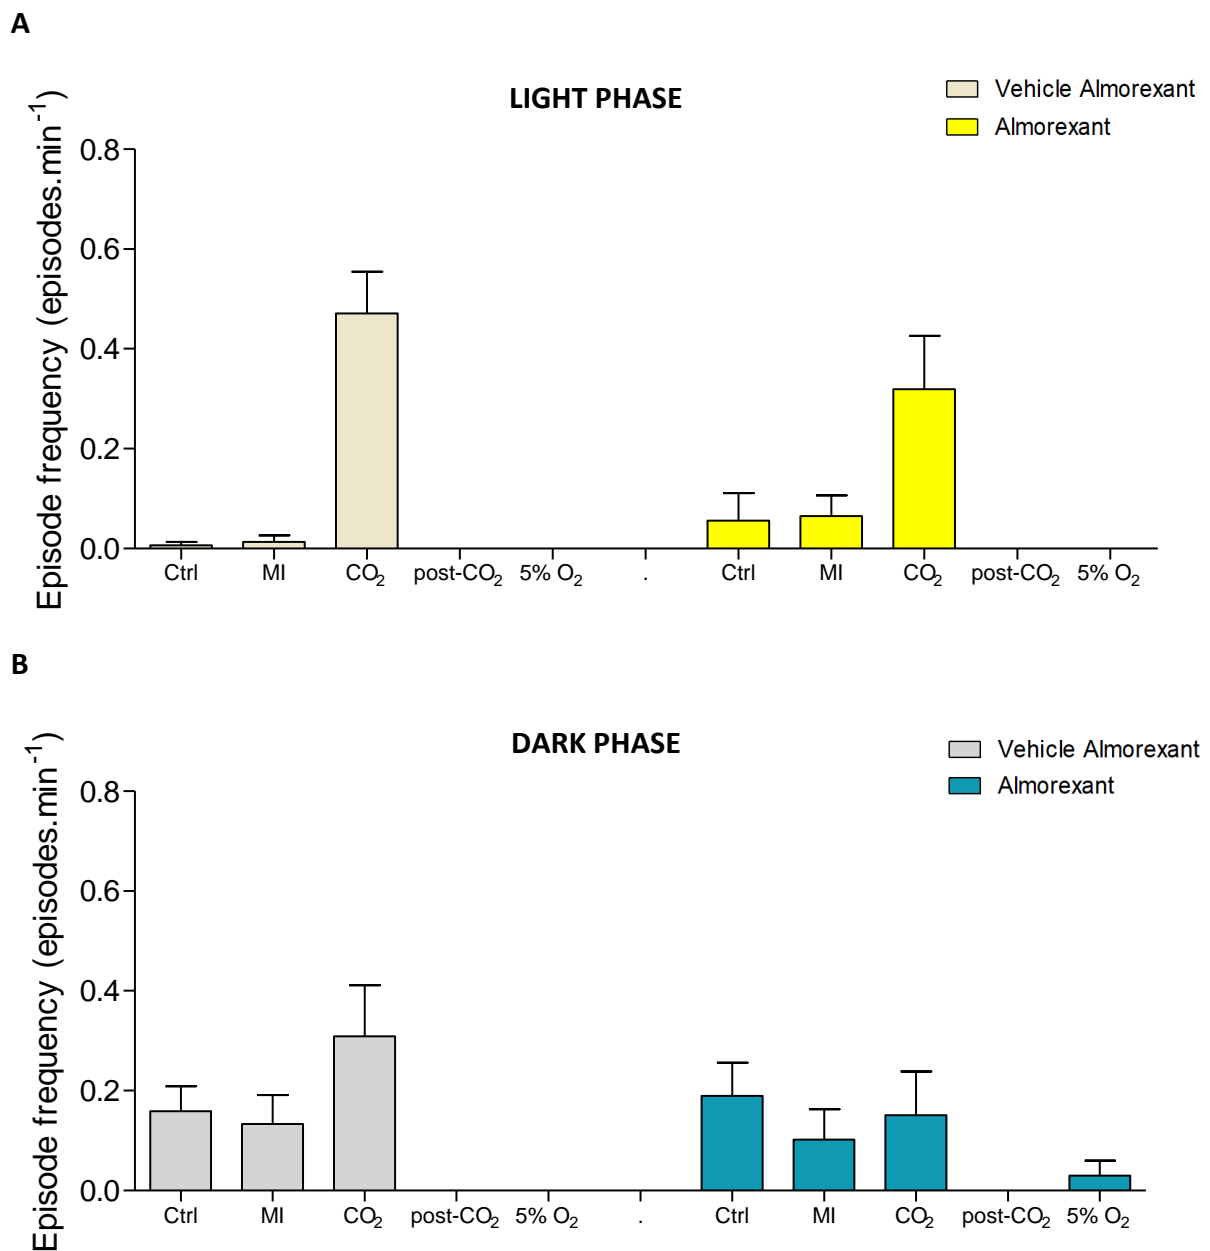 A
LIGHT PHASE
Vehicle Almorexant
Almorexant
Episode frequency (episodes.min⁻¹)
0.8
0.6
0.4
0.2
0.0
Ctrl MI CO₂ post-CO₂ 5% O₂ . Ctrl MI CO₂ post-CO₂ 5% O₂
B
DARK PHASE
Vehicle Almorexant
Almorexant
Episode frequency (episodes.min⁻¹)
0.8
0.6
0.4
0.2
0.0
Ctrl MI CO₂ post-CO₂ 5% O₂ . Ctrl MI CO₂ post-CO₂ 5% O₂